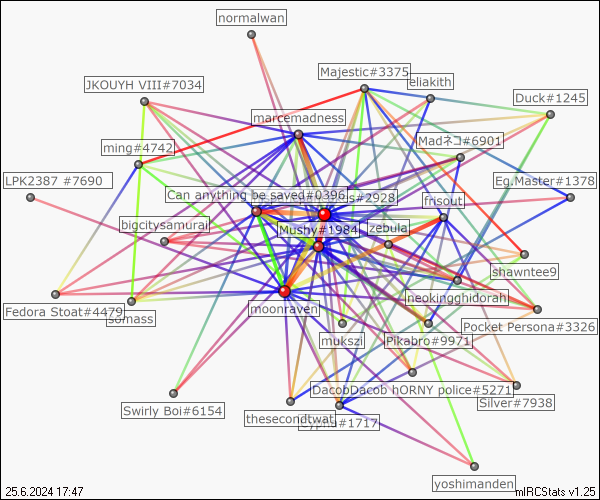 normalwan
Majestic#3375
eliakith
JKOUYH VIII#7034
Duck#1245
marcemadness
Madネコ#6901
ming#4742
LPK2387 #7690
Eg.Master#1378
Can anything be saved#0396
s#2928
fnsout
bigcitysamurai
Mushy#1984
zebula
shawntee9
neokingghidorah
Fedora Stoat#4479
somass
moonraven
Pocket Persona#3326
mukszi
Pikabro#9971
DacobDacob hORNY police#5271
Silver#7938
Swirly Boi#6154
thesecondtwat
#1717
yoshimanden
25.6.2024 17:47
mIRCStats v1.25